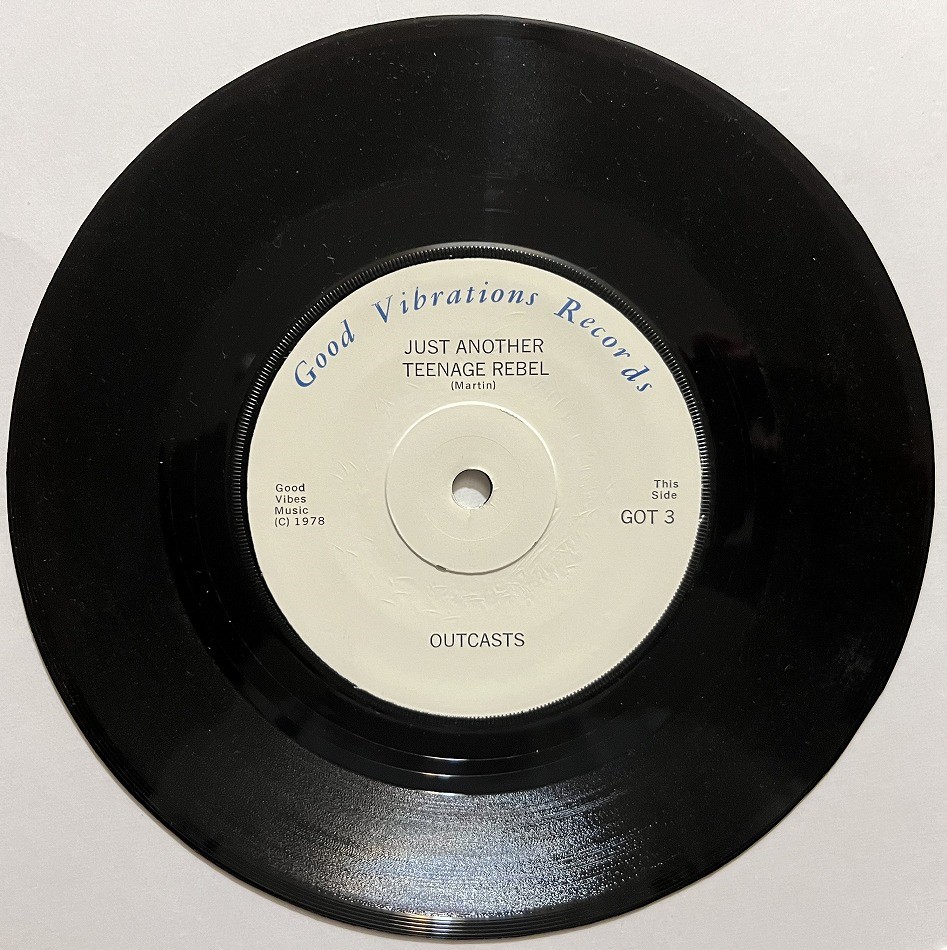 Good Vibrations Records
JUST ANOTHER
TEENAGE REBEL
(Martin)
Good
Vibes
Music
(C) 1978
This
Side
GOT 3
OUTCASTS